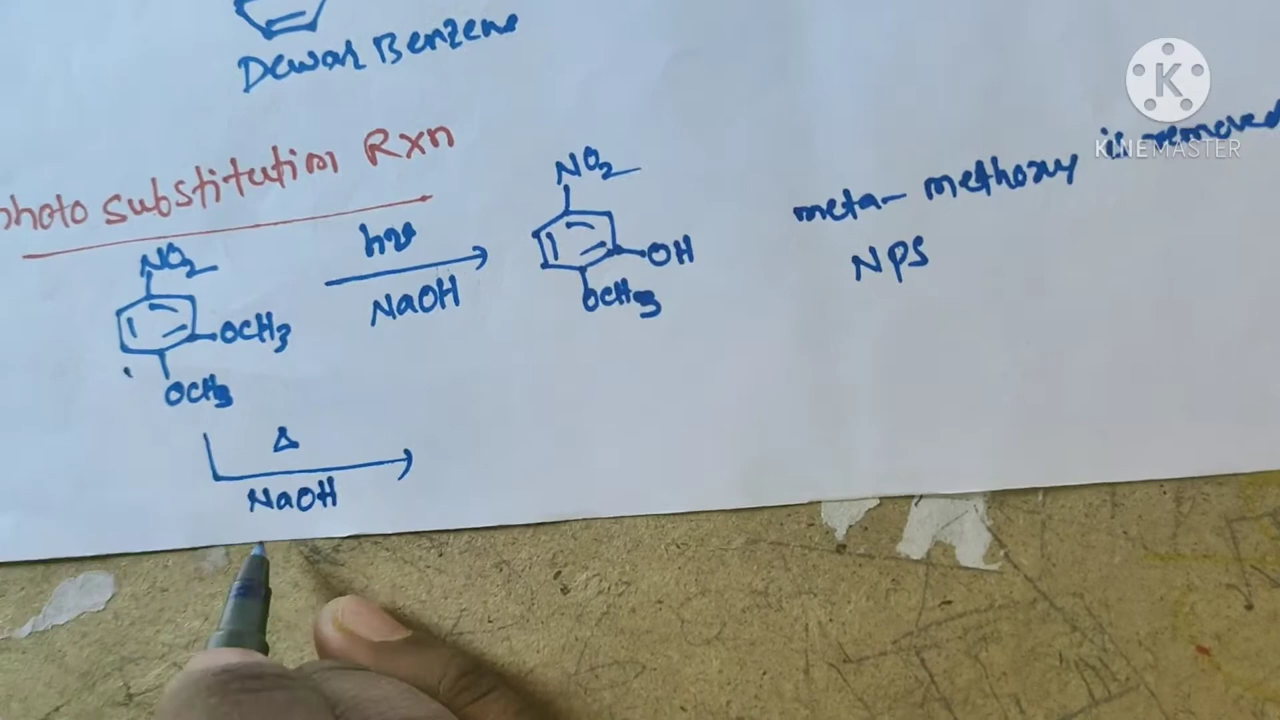 Dewar Benzene
photo substitution Rxn
NO2
hν
NaOH
OCH3
OCH3
NO2
OH
OCH3
meta- methoxy is removed
NPS
Δ
NaOH
K
KINEMASTER